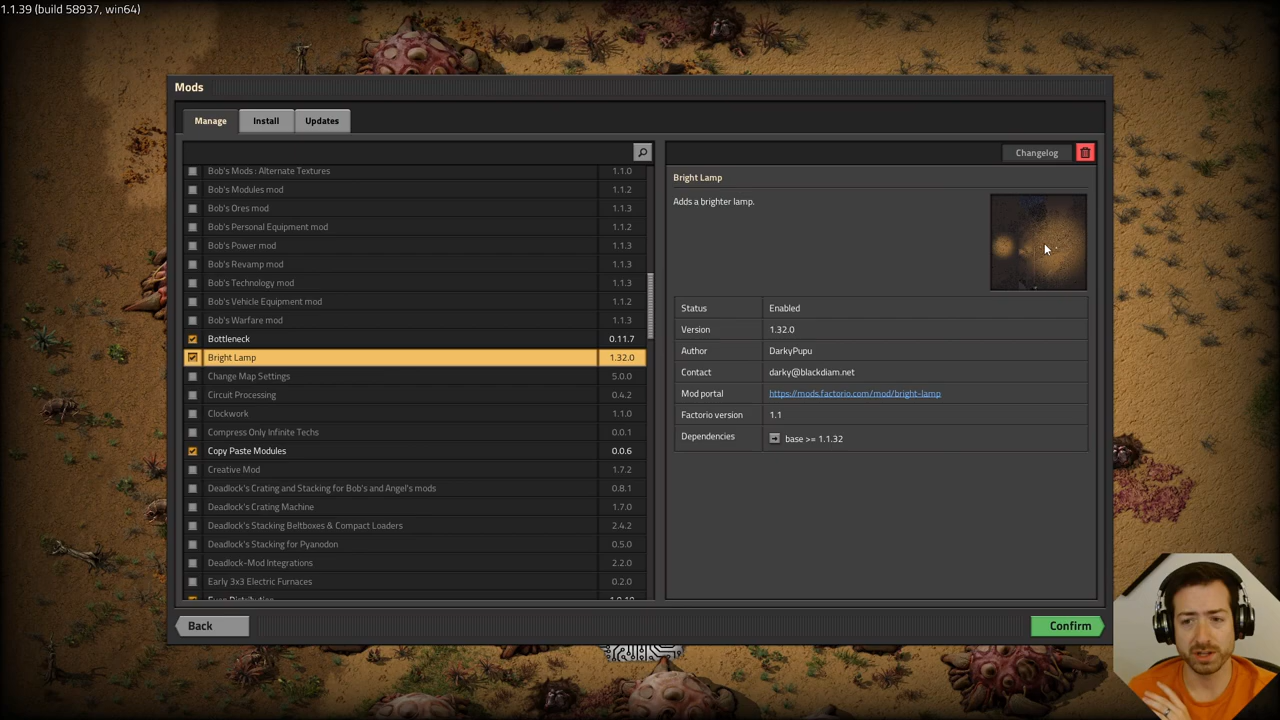 1.1.39 (build 58937, win64)
Mods
Manage Install Updates
Changelog
Bob's Mods : Alternate Textures 1.1.0
Bob's Modules mod 1.1.2
Bob's Ores mod 1.1.3
Bob's Personal Equipment mod 1.1.2
Bob's Power mod 1.1.3
Bob's Revamp mod 1.1.3
Bob's Technology mod 1.1.3
Bob's Vehicle Equipment mod 1.1.2
Bob's Warfare mod 1.1.3
Bottleneck 0.11.7
Bright Lamp 1.32.0
Change Map Settings 5.0.0
Circuit Processing 0.4.2
Clockwork 1.1.0
Compress Only Infinite Techs 0.0.1
Copy Paste Modules 0.0.6
Creative Mod 1.7.2
Deadlock's Crating and Stacking for Bob's and Angel's mods 0.8.1
Deadlock's Crating Machine 1.7.0
Deadlock's Stacking Beltboxes & Compact Loaders 2.4.2
Deadlock's Stacking for Pyanodon 0.5.0
Deadlock-Mod Integrations 2.2.0
Early 3x3 Electric Furnaces 0.2.0
Even Distribution 1.0.10
Bright Lamp
Adds a brighter lamp.
Status Enabled
Version 1.32.0
Author DarkyPupu
Contact darky@blackdiam.net
Mod portal https://mods.factorio.com/mod/bright-lamp
Factorio version 1.1
Dependencies base >= 1.1.32
Back
Confirm